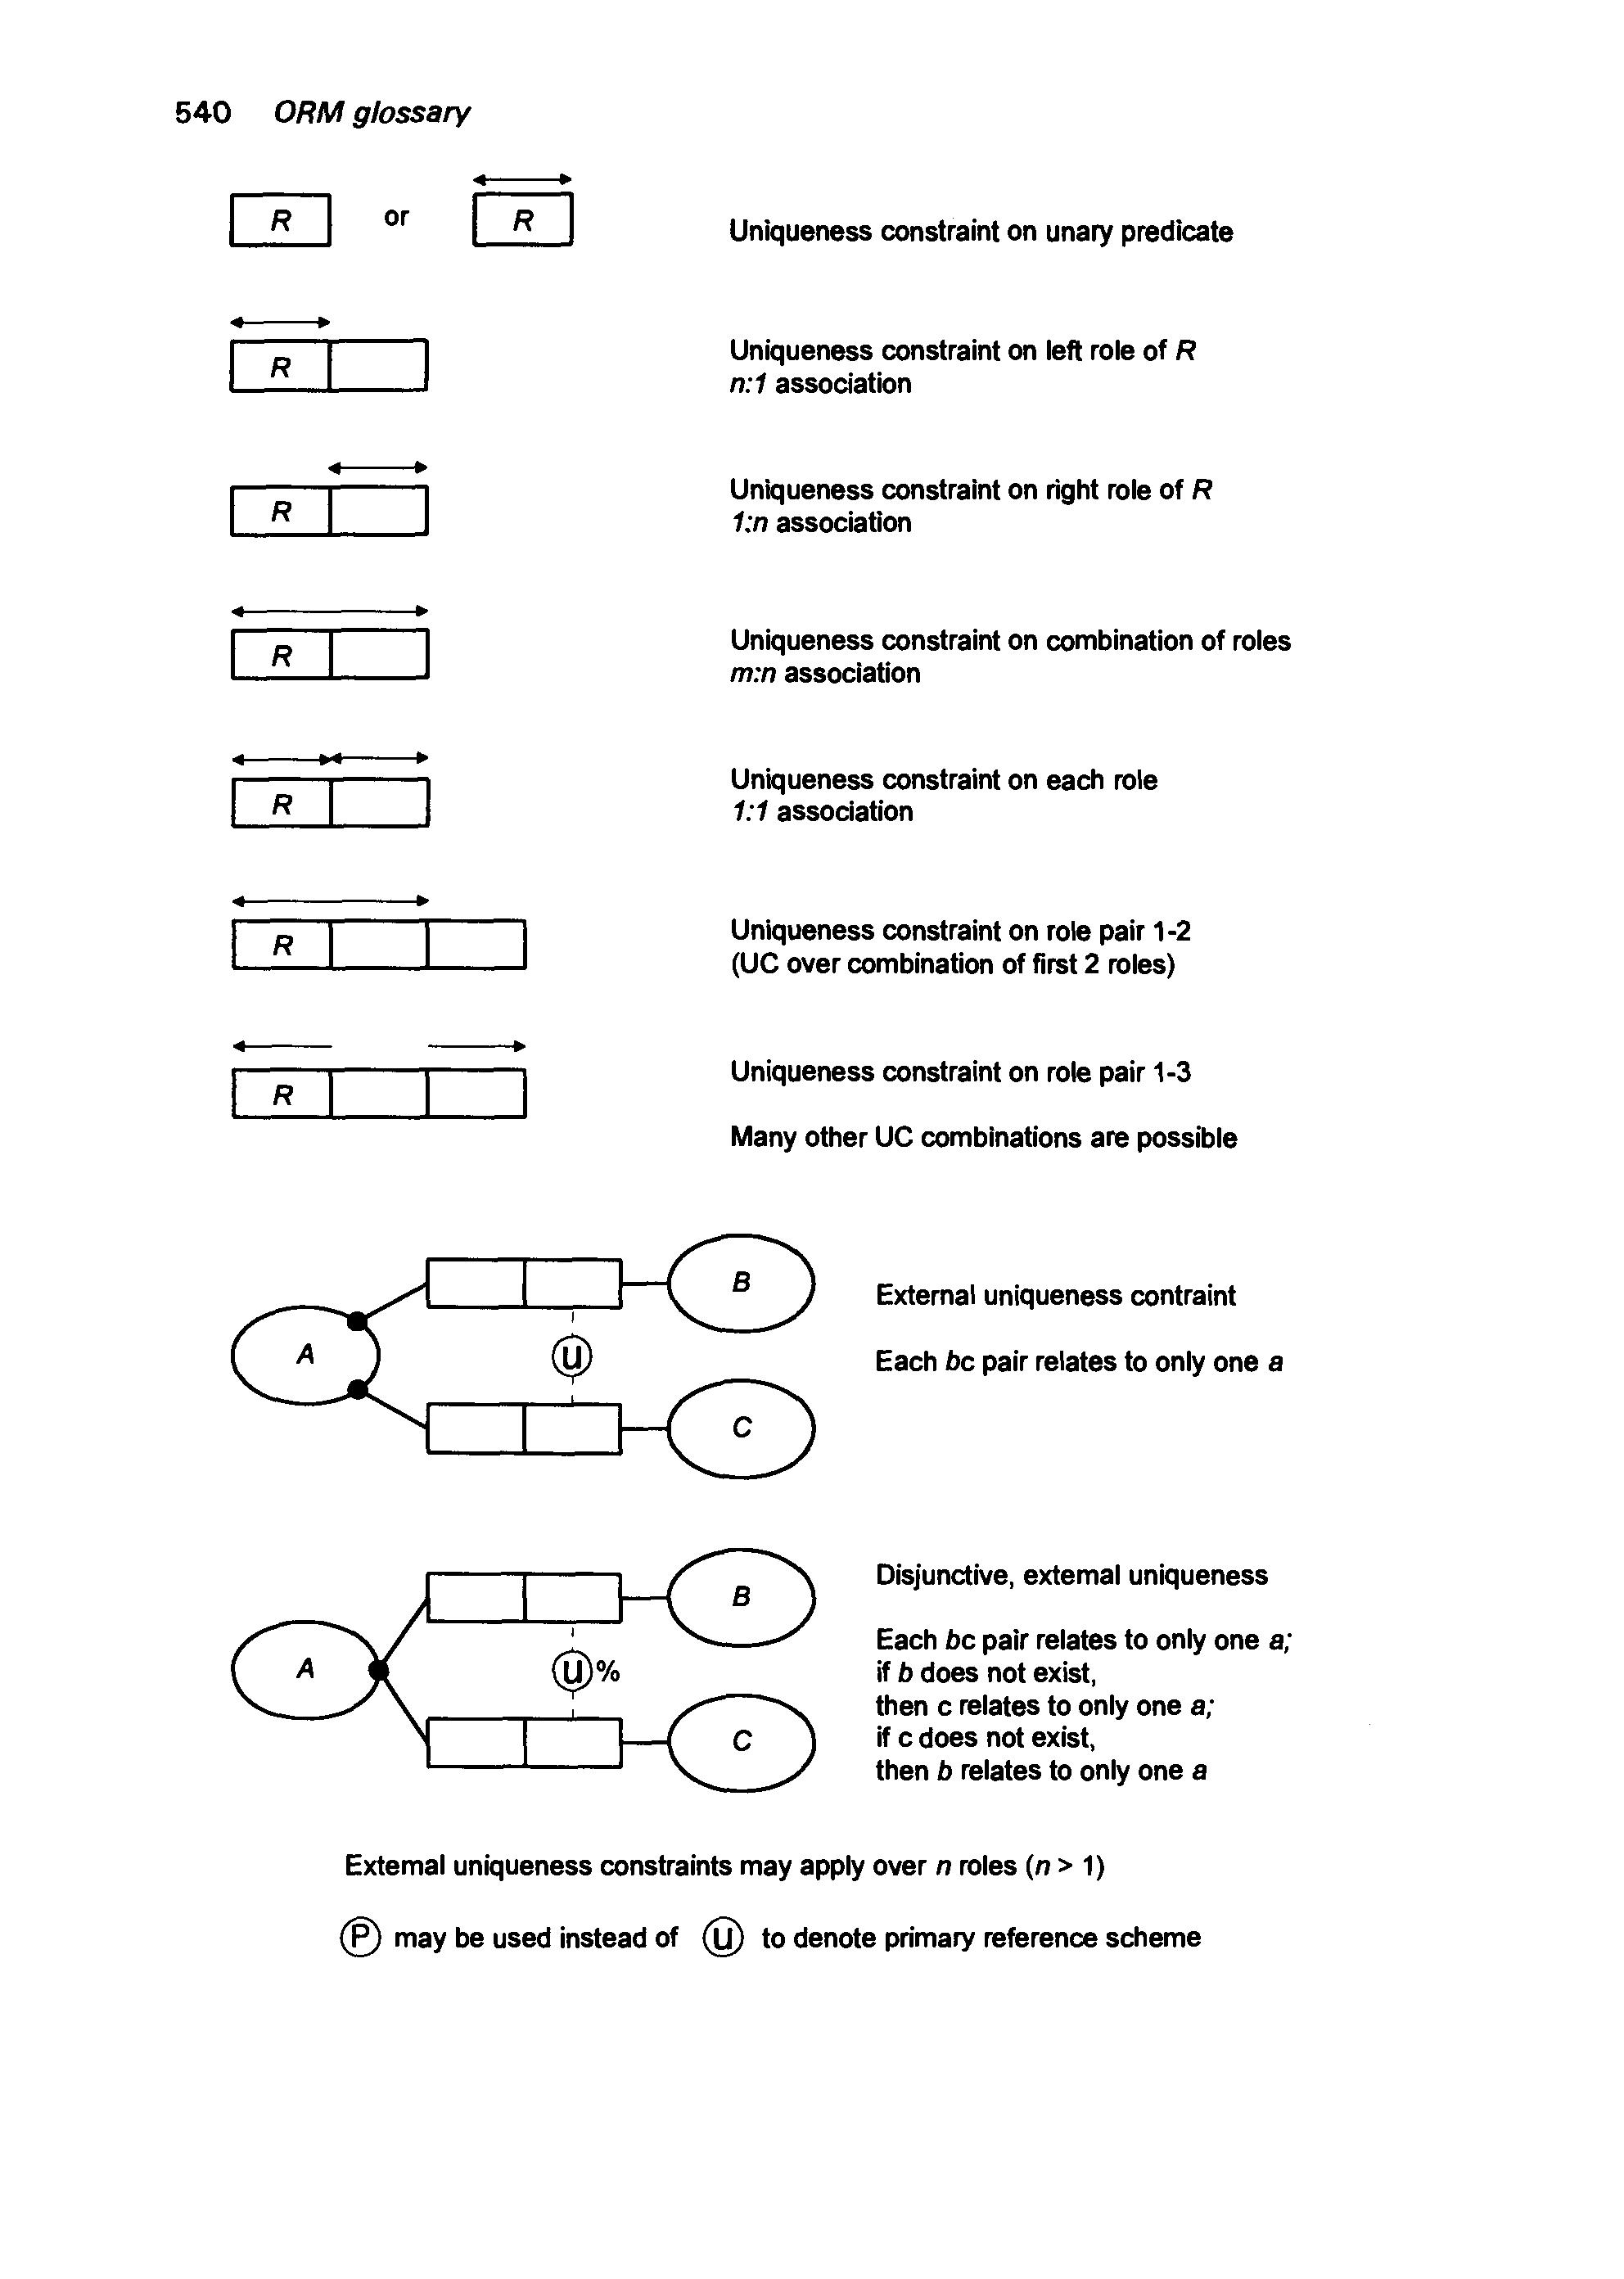 540 ORM glossary
R or R Uniqueness constraint on unary predicate
R Uniqueness constraint on left role of R
n:1 association
R Uniqueness constraint on right role of R
1:n association
R Uniqueness constraint on combination of roles
m:n association
R Uniqueness constraint on each role
1:1 association
R Uniqueness constraint on role pair 1-2
(UC over combination of first 2 roles)
R Uniqueness constraint on role pair 1-3
Many other UC combinations are possible
B
External uniqueness contraint
A U Each bc pair relates to only one a
C
B Disjunctive, external uniqueness
Each bc pair relates to only one a;
A U% if b does not exist,
then c relates to only one a;
C if c does not exist,
then b relates to only one a
External uniqueness constraints may apply over n roles (n > 1)
P may be used instead of U to denote primary reference scheme